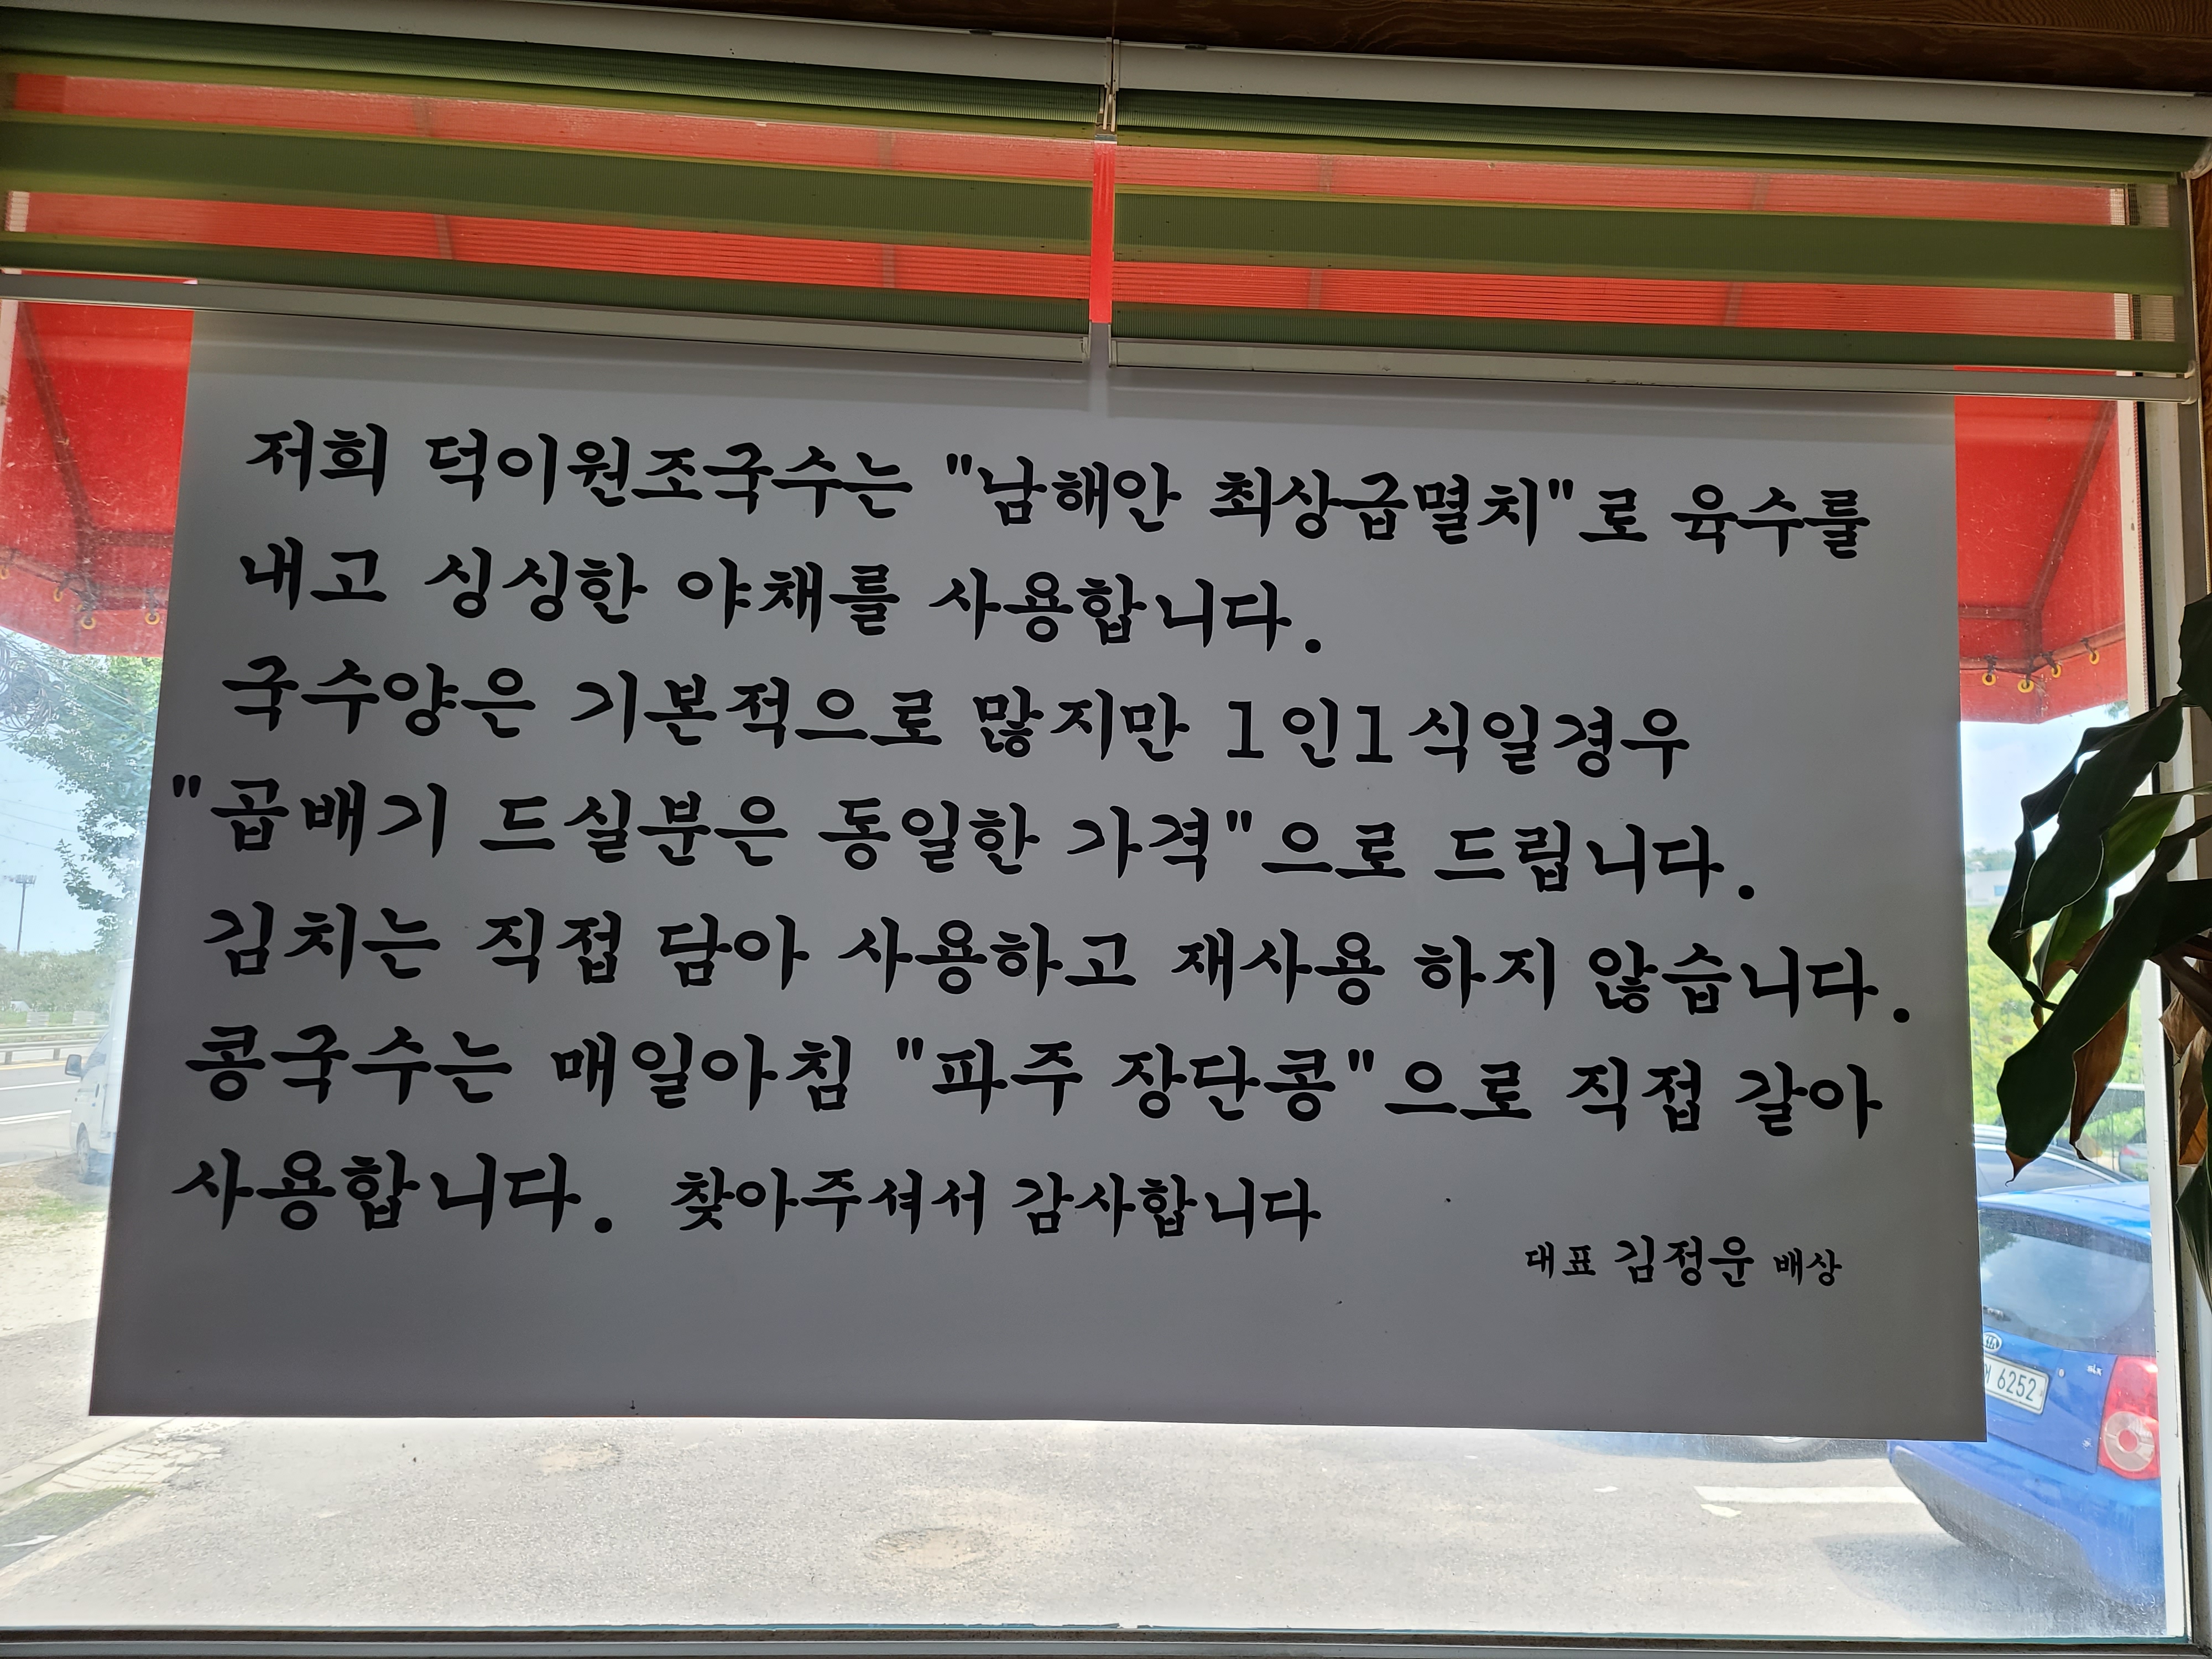 저희 덕이원조국수는 "남해안 최상급멸치"로 육수를
내고 싱싱한 야채를 사용합니다.
국수양은 기본적으로 많지만 1인1식일경우
"곱배기 드실분은 동일한 가격"으로 드립니다.
김치는 직접 담아 사용하고 재사용 하지 않습니다.
콩국수는 매일아침 "파주 장단콩"으로 직접 갈아
사용합니다. 찾아주셔서 감사합니다
대표 김정운 배상
KIA
6252